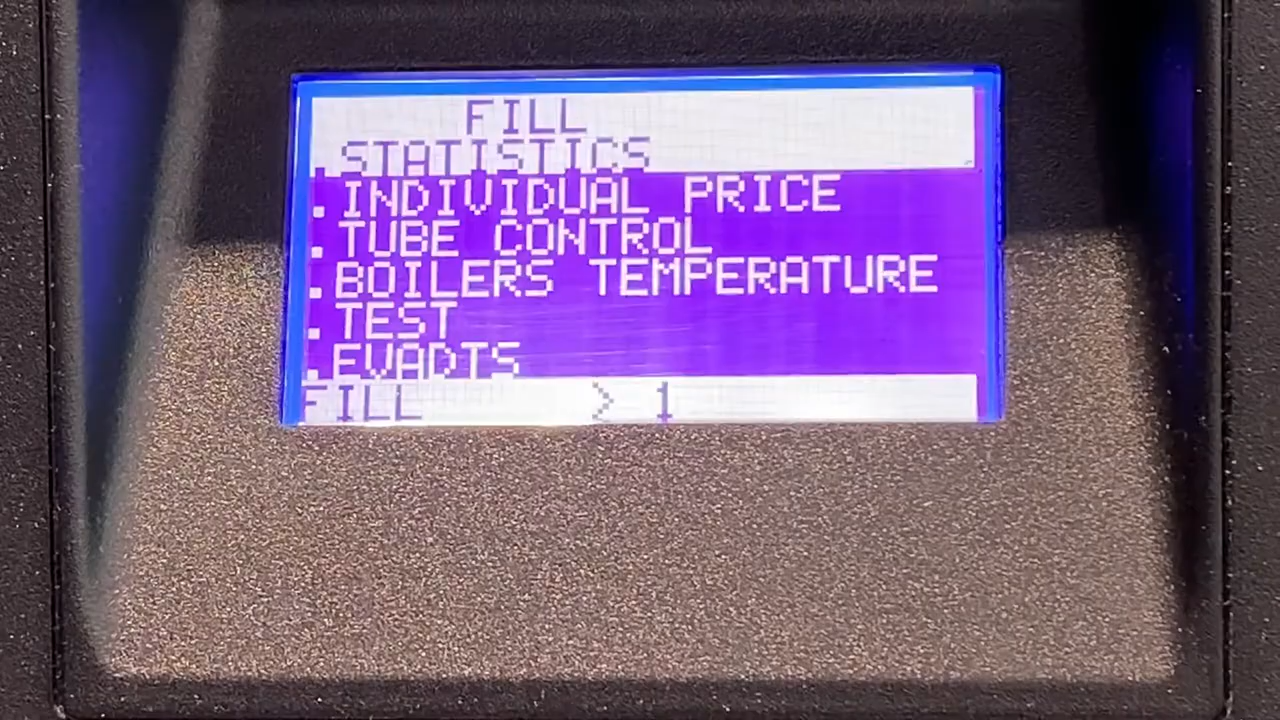 FILL
.STATISTICS
.INDIVIDUAL PRICE
.TUBE CONTROL
.BOILERS TEMPERATURE
.TEST
.EVADTS
FILL > 1